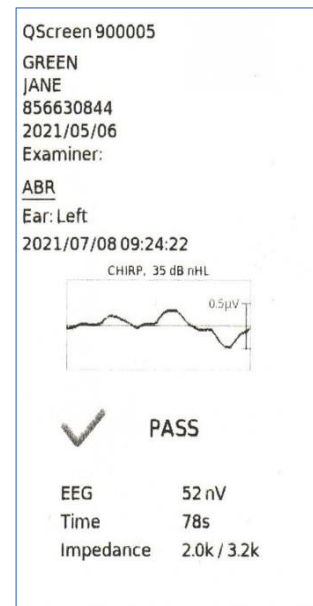 QScreen 900005
GREEN
JANE
856630844
2021/05/06
Examiner:
ABR
Ear: Left
2021/07/08 09:24:22
CHIRP, 35 dB nHL
0.5µV
PASS
EEG 52 nV
Time 78s
Impedance 2.0k / 3.2k